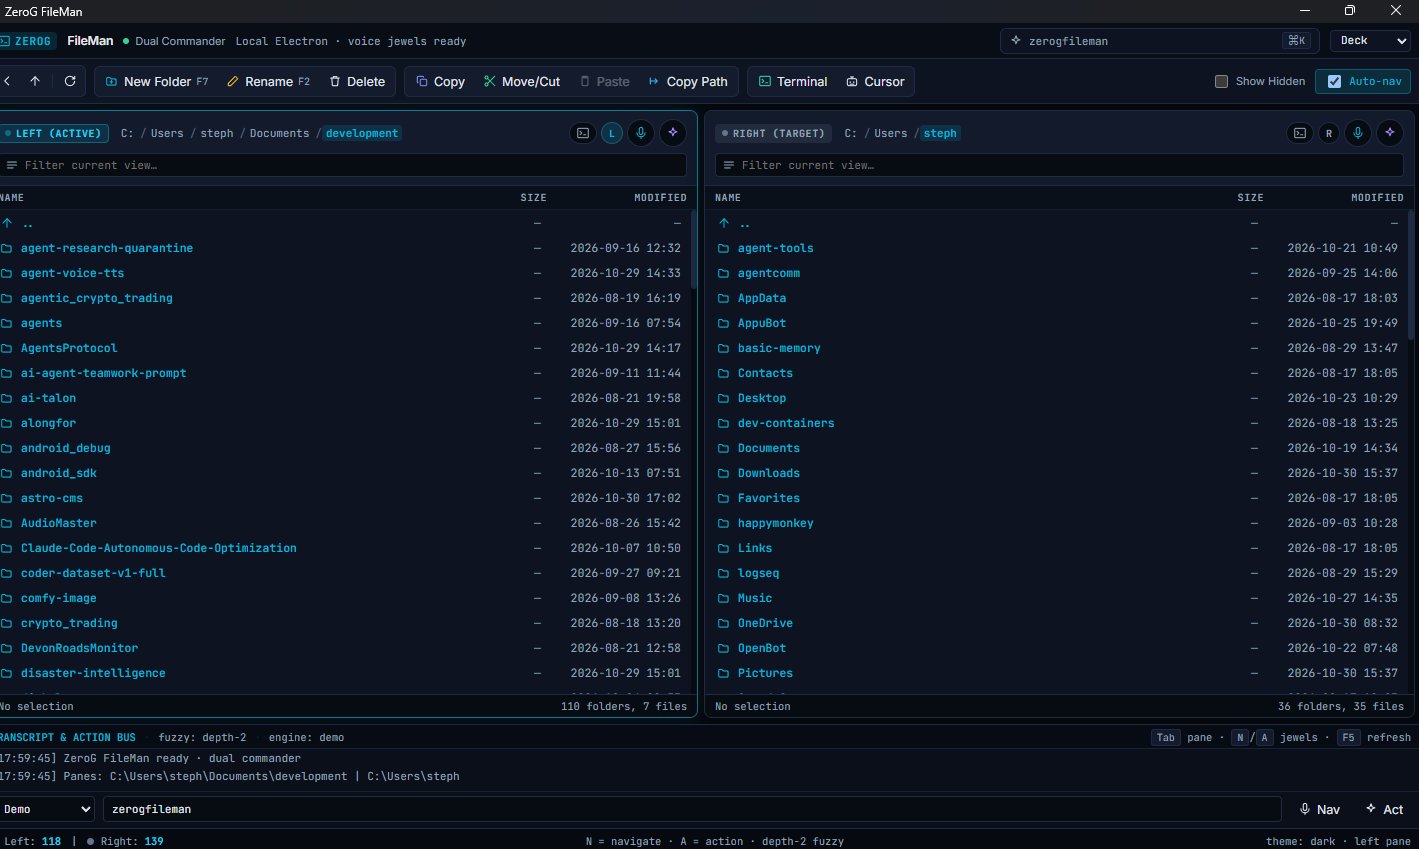 ZeroG FileMan
ZEROG FileMan Dual Commander Local Electron · voice jewels ready zerogfileman ⌘K Deck
New Folder F7 Rename F2 Delete Copy Move/Cut Paste Copy Path Terminal Cursor Show Hidden Auto-nav
LEFT (ACTIVE) C: / Users / steph / Documents / development L
Filter current view…
NAME SIZE MODIFIED
.. — —
agent-research-quarantine — 2026-09-16 12:32
agent-voice-tts — 2026-10-29 14:33
agentic_crypto_trading — 2026-08-19 16:19
agents — 2026-09-16 07:54
AgentsProtocol — 2026-10-29 14:17
ai-agent-teamwork-prompt — 2026-09-11 11:44
ai-talon — 2026-08-21 19:58
alongfor — 2026-10-29 15:01
android_debug — 2026-08-27 15:56
android_sdk — 2026-10-13 07:51
astro-cms — 2026-10-30 17:02
AudioMaster — 2026-08-26 15:42
Claude-Code-Autonomous-Code-Optimization — 2026-10-07 10:50
coder-dataset-v1-full — 2026-09-27 09:21
comfy-image — 2026-09-08 13:26
crypto_trading — 2026-08-18 13:20
DevonRoadsMonitor — 2026-08-21 12:58
disaster-intelligence — 2026-10-29 15:01
No selection 110 folders, 7 files
RIGHT (TARGET) C: / Users / steph R
Filter current view…
NAME SIZE MODIFIED
.. — —
agent-tools — 2026-10-21 10:49
agentcomm — 2026-09-25 14:06
AppData — 2026-08-17 18:03
AppuBot — 2026-10-25 19:49
basic-memory — 2026-08-29 13:47
Contacts — 2026-08-17 18:05
Desktop — 2026-10-23 10:29
dev-containers — 2026-08-18 13:25
Documents — 2026-10-19 14:34
Downloads — 2026-10-30 15:37
Favorites — 2026-08-17 18:05
happymonkey — 2026-09-03 10:28
Links — 2026-08-17 18:05
logseq — 2026-08-29 15:29
Music — 2026-10-27 14:35
OneDrive — 2026-10-30 08:32
OpenBot — 2026-10-22 07:48
Pictures — 2026-10-30 15:37
No selection 36 folders, 35 files
RANSCRIPT & ACTION BUS · fuzzy: depth-2 · engine: demo Tab pane · N/A jewels · F5 refresh
17:59:45] ZeroG FileMan ready · dual commander
17:59:45] Panes: C:\Users\steph\Documents\development | C:\Users\steph
Demo zerogfileman Nav Act
Left: 118 | Right: 139 N = navigate · A = action · depth-2 fuzzy theme: dark · left pane